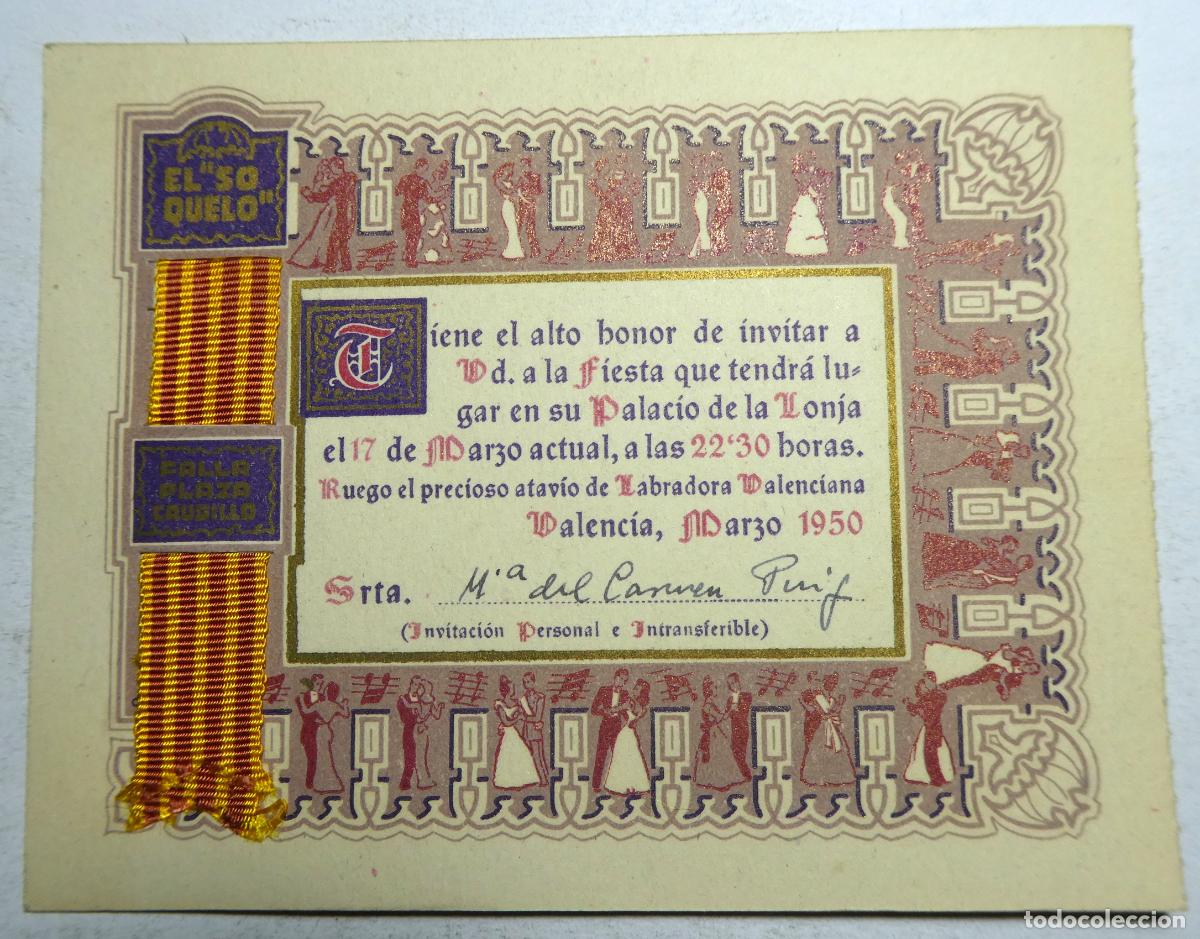 EL "SO
QUELO"
FALLA
PLAZA
CAUDILLO
Tiene el alto honor de invitar a
Vd. a la Fiesta que tendrá lu-
gar en su Palacio de la Lonja
el 17 de Marzo actual, a las 22'30 horas.
Ruego el precioso atavío de Labradora Valenciana
Valencia, Marzo 1950
Srta. Mª del Carmen Puig
(Invitación Personal e Intransferible)
todocoleccion